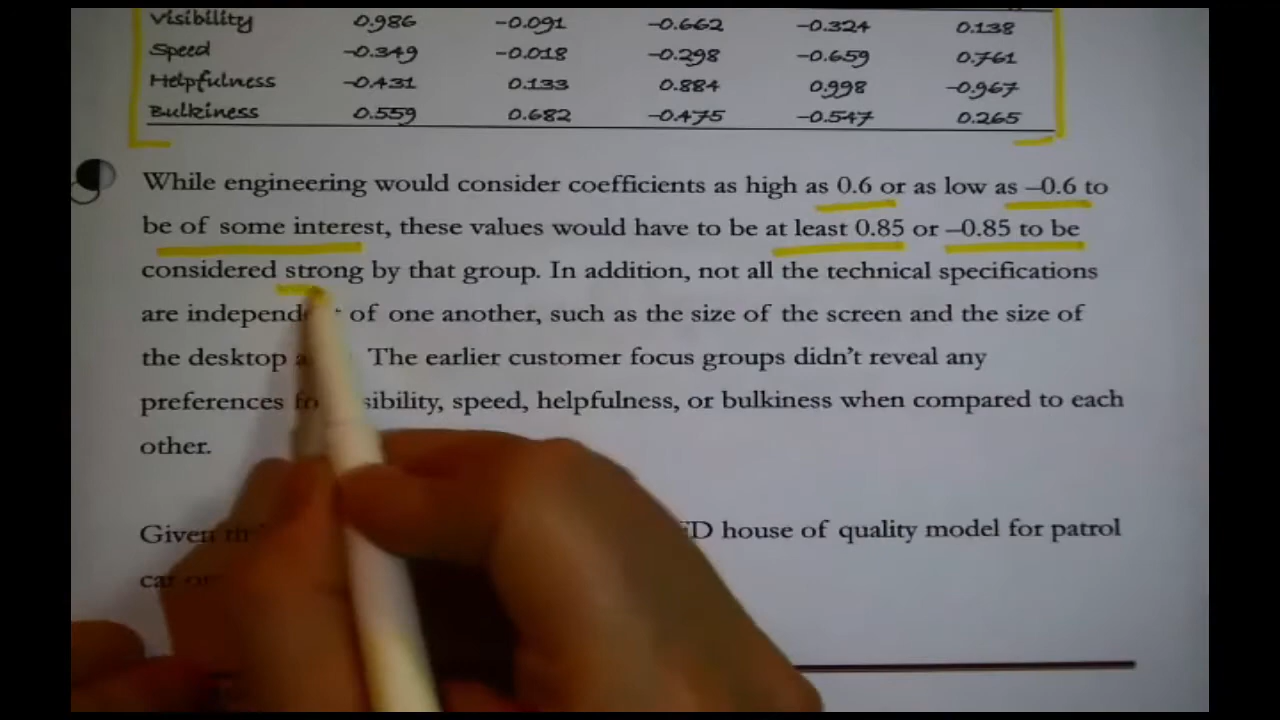 Visibility 0.986 -0.091 -0.662 -0.324 0.138
Speed -0.349 -0.018 -0.298 -0.659 0.761
Helpfulness -0.431 0.133 0.884 0.998 -0.967
Bulkiness 0.559 0.682 -0.475 -0.547 0.265
While engineering would consider coefficients as high as 0.6 or as low as –0.6 to
be of some interest, these values would have to be at least 0.85 or –0.85 to be
considered strong by that group. In addition, not all the technical specifications
are of one another, such as the size of the screen and the size of
the desktop The earlier customer focus groups didn't reveal any
preferences speed, helpfulness, or bulkiness when compared to each
other.
Given house of quality model for patrol